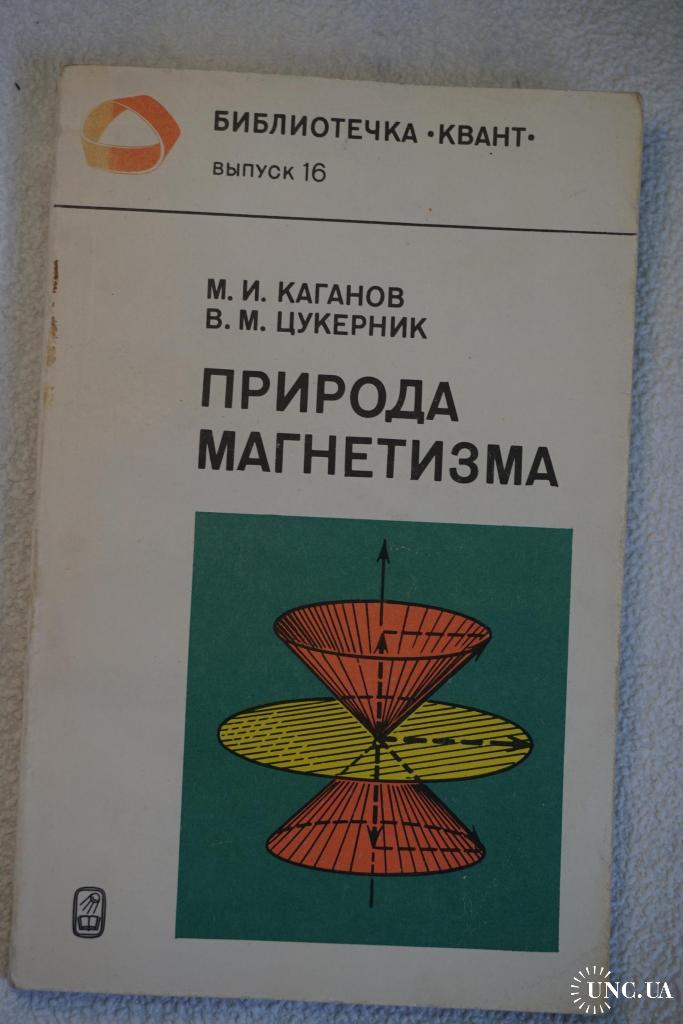 БИБЛИОТЕЧКА •КВАНТ•
ВЫПУСК 16
М. И. КАГАНОВ
В. М. ЦУКЕРНИК
ПРИРОДА
МАГНЕТИЗМА
UNC.UA